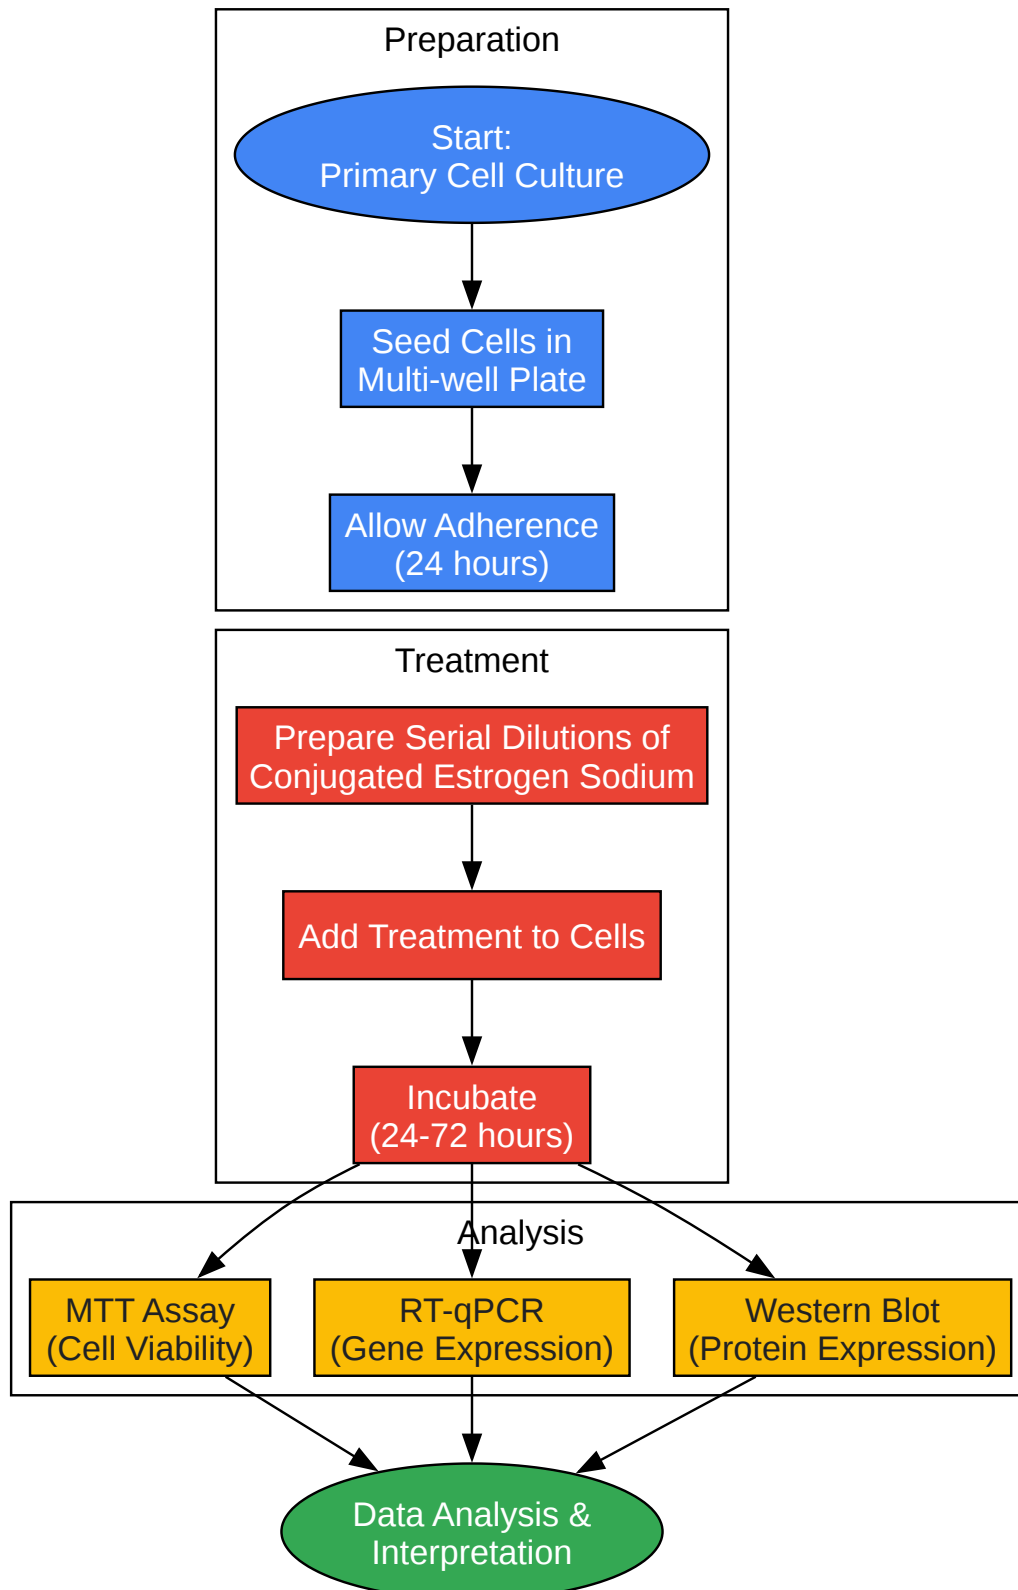 Preparation
Start:
Primary Cell Culture
Seed Cells in
Multi-well Plate
Allow Adherence
(24 hours)
Treatment
Prepare Serial Dilutions of
Conjugated Estrogen Sodium
Add Treatment to Cells
Incubate
(24-72 hours)
Analysis
MTT Assay
(Cell Viability)
RT-qPCR
(Gene Expression)
Western Blot
(Protein Expression)
Data Analysis &
Interpretation